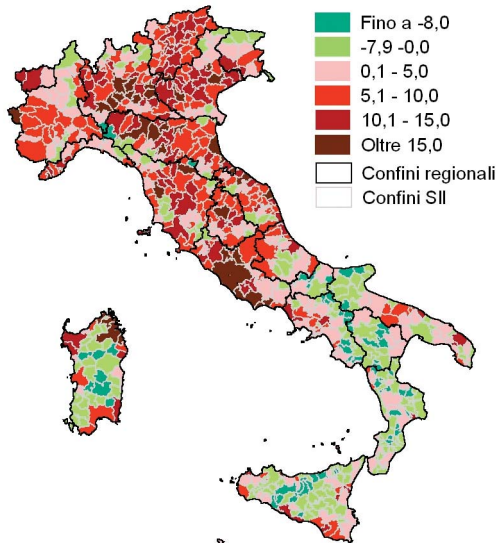 Fino a -8,0
-7,9 -0,0
0,1 - 5,0
5,1 - 10,0
10,1 - 15,0
Oltre 15,0
Confini regionali
Confini Sll